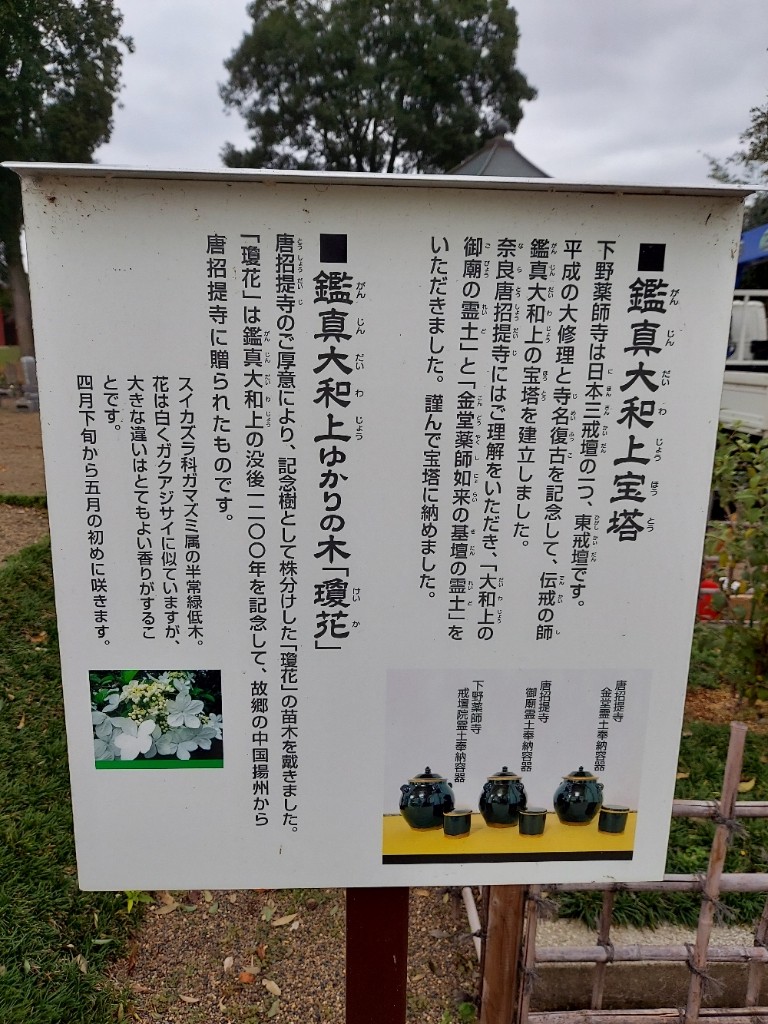 ■鑑真大和上宝塔
下野薬師寺は日本三戒壇の一つ、東戒壇です。
平成の大修理と寺名復古を記念して、伝戒の師
鑑真大和上の宝塔を建立しました。
奈良唐招提寺にはご理解をいただき、「大和上の
御廟の霊土」と「金堂薬師如来の基壇の霊土」を
いただきました。謹んで宝塔に納めました。
唐招提寺
金堂霊土奉納容器
唐招提寺
御廟霊土奉納容器
下野薬師寺
戒壇院霊土奉納容器
■鑑真大和上ゆかりの木「瓊花」
唐招提寺のご厚意により、記念樹として株分けした「瓊花」の苗木を戴きました。
「瓊花」は鑑真大和上の没後一二〇〇年を記念して、故郷の中国揚州から
唐招提寺に贈られたものです。
スイカズラ科ガマズミ属の半常緑低木。
花は白くガクアジサイに似ていますが、
大きな違いはとてもよい香りがするこ
とです。
四月下旬から五月の初めに咲きます。